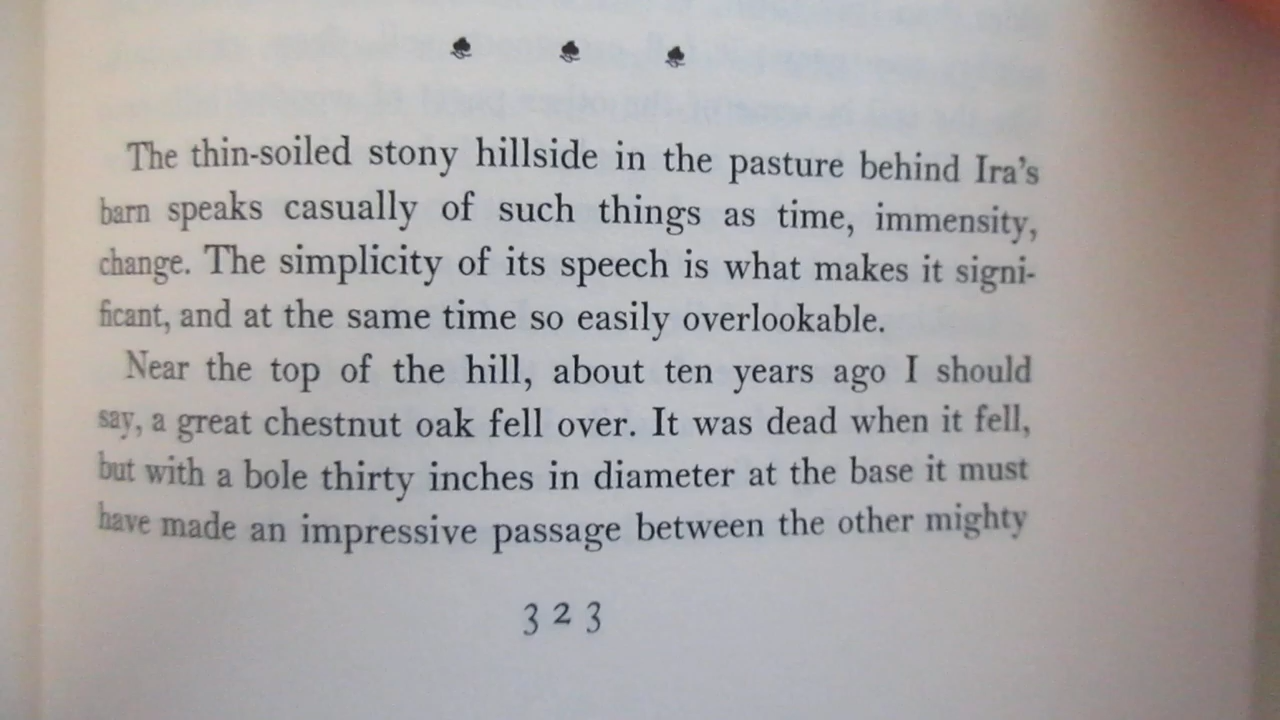 The thin-soiled stony hillside in the pasture behind Ira's
barn speaks casually of such things as time, immensity,
change. The simplicity of its speech is what makes it signi-
ficant, and at the same time so easily overlookable.
Near the top of the hill, about ten years ago I should
say, a great chestnut oak fell over. It was dead when it fell,
but with a bole thirty inches in diameter at the base it must
have made an impressive passage between the other mighty
323